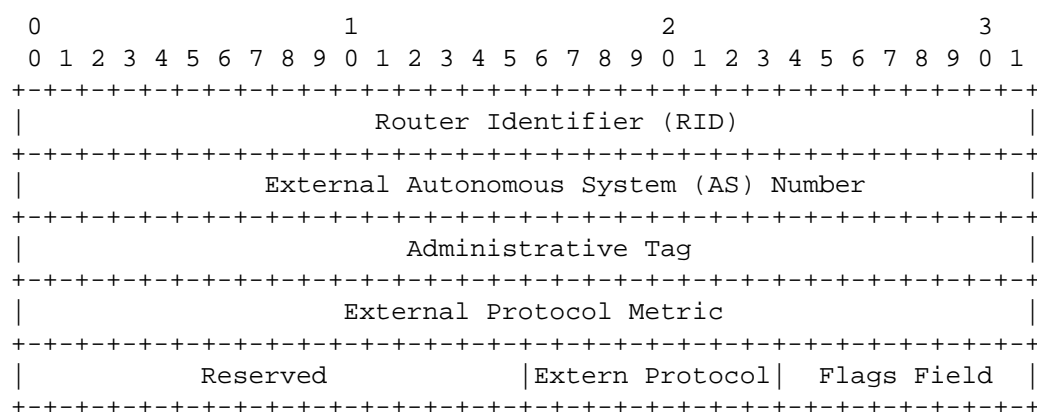 0                   1                   2                   3
 0 1 2 3 4 5 6 7 8 9 0 1 2 3 4 5 6 7 8 9 0 1 2 3 4 5 6 7 8 9 0 1
+-+-+-+-+-+-+-+-+-+-+-+-+-+-+-+-+-+-+-+-+-+-+-+-+-+-+-+-+-+-+-+-+
|                      Router Identifier (RID)                  |
+-+-+-+-+-+-+-+-+-+-+-+-+-+-+-+-+-+-+-+-+-+-+-+-+-+-+-+-+-+-+-+-+
|               External Autonomous System (AS) Number          |
+-+-+-+-+-+-+-+-+-+-+-+-+-+-+-+-+-+-+-+-+-+-+-+-+-+-+-+-+-+-+-+-+
|                        Administrative Tag                     |
+-+-+-+-+-+-+-+-+-+-+-+-+-+-+-+-+-+-+-+-+-+-+-+-+-+-+-+-+-+-+-+-+
|                    External Protocol Metric                   |
+-+-+-+-+-+-+-+-+-+-+-+-+-+-+-+-+-+-+-+-+-+-+-+-+-+-+-+-+-+-+-+-+
|           Reserved            |Extern Protocol|  Flags Field  |
+-+-+-+-+-+-+-+-+-+-+-+-+-+-+-+-+-+-+-+-+-+-+-+-+-+-+-+-+-+-+-+-+